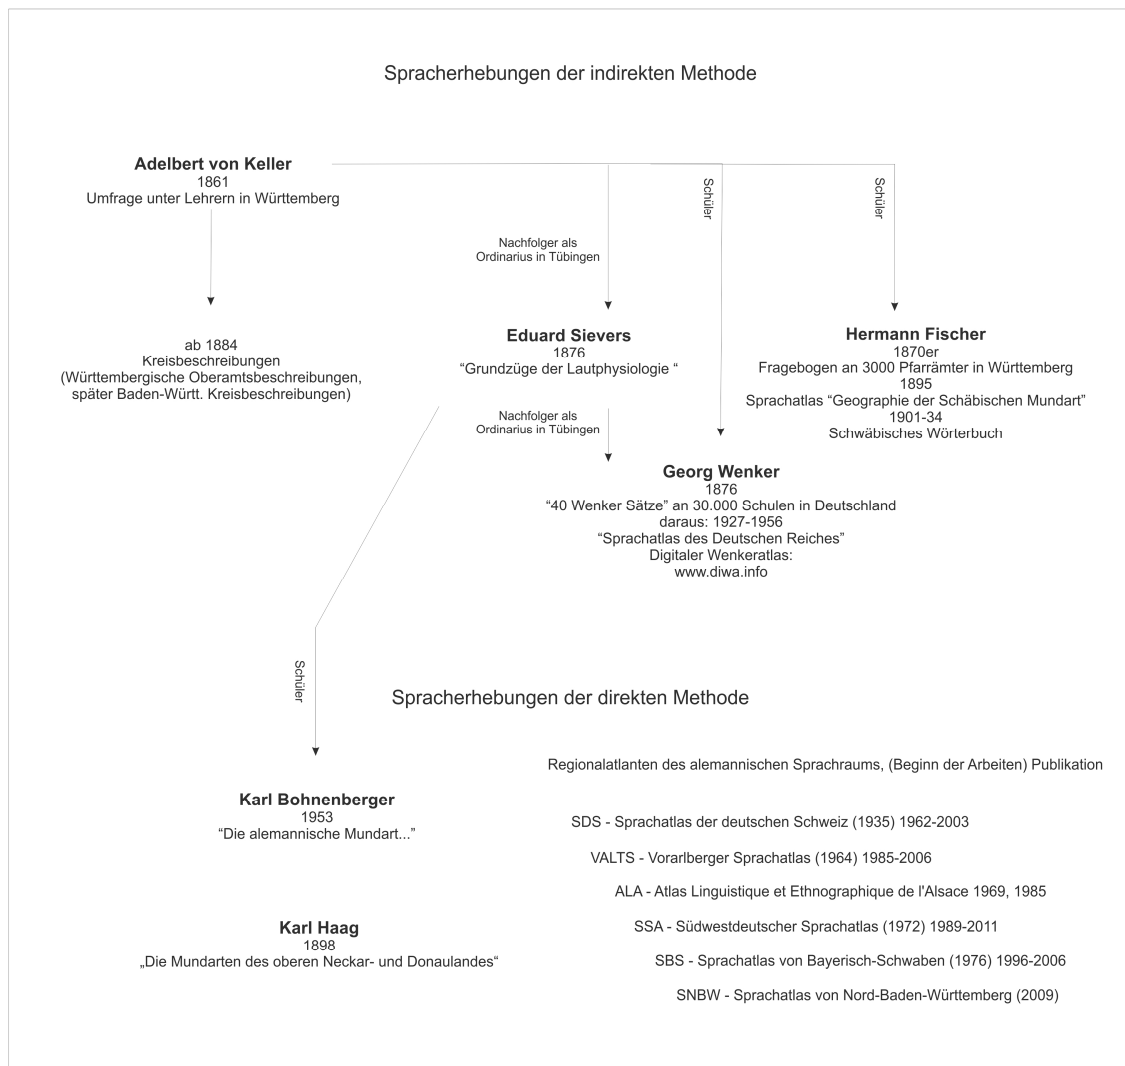 Spracherhebungen der indirekten Methode
Adelbert von Keller
1861
Umfrage unter Lehrern in Württemberg
Schüler
Schüler
Nachfolger als
Ordinarius in Tübingen
ab 1884
Kreisbeschreibungen
(Württembergische Oberamtsbeschreibungen,
später Baden-Württ. Kreisbeschreibungen)
Eduard Sievers
1876
“Grundzüge der Lautphysiologie “
Hermann Fischer
1870er
Fragebogen an 3000 Pfarrämter in Württemberg
1895
Sprachatlas “Geographie der Schäbischen Mundart”
1901-34
Schwäbisches Wörterbuch
Nachfolger als
Ordinarius in Tübingen
Georg Wenker
1876
“40 Wenker Sätze” an 30.000 Schulen in Deutschland
daraus: 1927-1956
“Sprachatlas des Deutschen Reiches”
Digitaler Wenkeratlas:
www.diwa.info
Schüler
Spracherhebungen der direkten Methode
Karl Bohnenberger
1953
“Die alemannische Mundart...”
Karl Haag
1898
„Die Mundarten des oberen Neckar- und Donaulandes“
Regionalatlanten des alemannischen Sprachraums, (Beginn der Arbeiten) Publikation
SDS - Sprachatlas der deutschen Schweiz (1935) 1962-2003
VALTS - Vorarlberger Sprachatlas (1964) 1985-2006
ALA - Atlas Linguistique et Ethnographique de l'Alsace 1969, 1985
SSA - Südwestdeutscher Sprachatlas (1972) 1989-2011
SBS - Sprachatlas von Bayerisch-Schwaben (1976) 1996-2006
SNBW - Sprachatlas von Nord-Baden-Württemberg (2009)